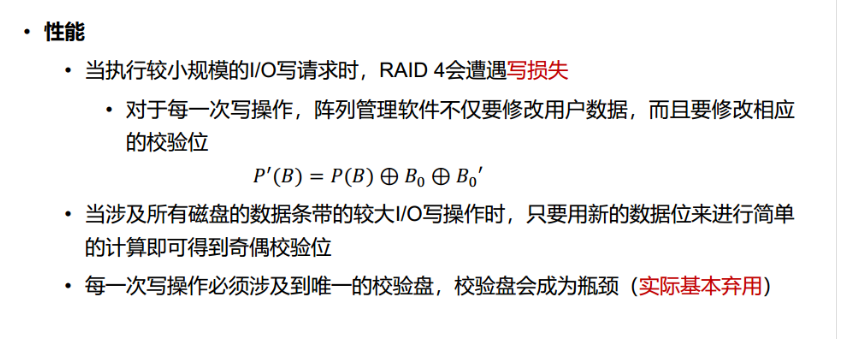 • 性能
• 当执行较小规模的I/O写请求时，RAID 4会遭遇写损失
• 对于每一次写操作，阵列管理软件不仅要修改用户数据，而且要修改相应
的校验位
P′(B) = P(B) ⊕ B₀ ⊕ B₀′
• 当涉及所有磁盘的数据条带的较大I/O写操作时，只要用新的数据位来进行简单
的计算即可得到奇偶校验位
• 每一次写操作必须涉及到唯一的校验盘，校验盘会成为瓶颈（实际基本弃用）